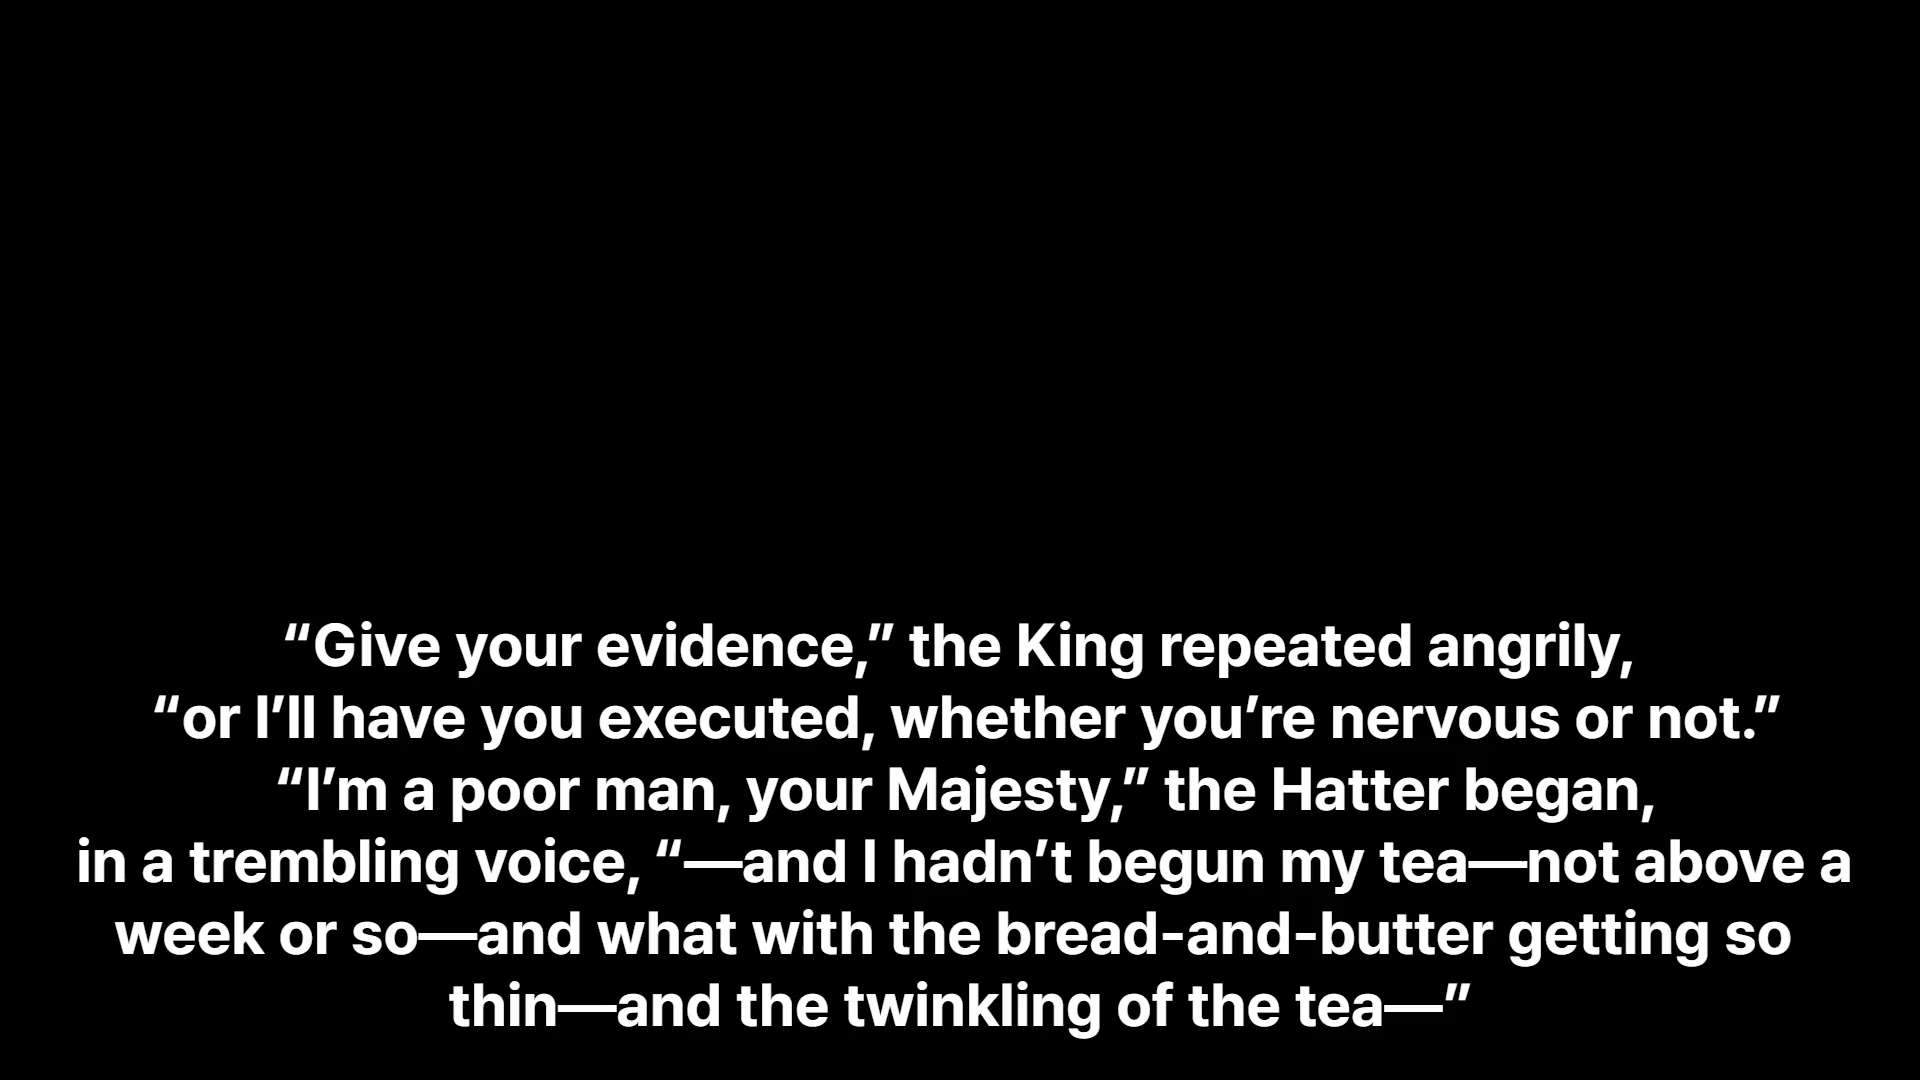 “Give your evidence,” the King repeated angrily,
“or I’ll have you executed, whether you’re nervous or not.”
“I’m a poor man, your Majesty,” the Hatter began,
in a trembling voice, “—and I hadn’t begun my tea—not above a
week or so—and what with the bread-and-butter getting so
thin—and the twinkling of the tea—”